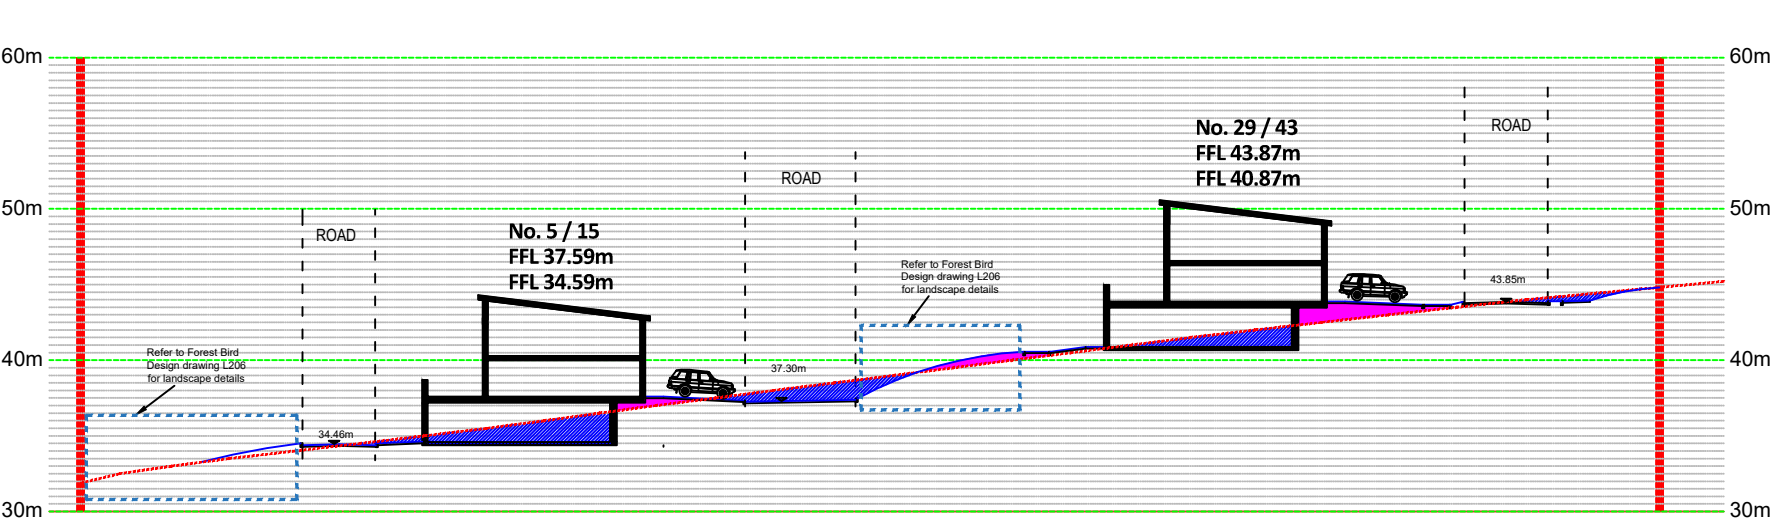 60m
60m
No. 29 / 43
FFL 43.87m
FFL 40.87m
ROAD
ROAD
50m
50m
No. 5 / 15
FFL 37.59m
FFL 34.59m
ROAD
Refer to Forest Bird
Design drawing L206
for landscape details
43.85m
Refer to Forest Bird
Design drawing L206
for landscape details
40m
40m
37.30m
34.46m
30m
30m